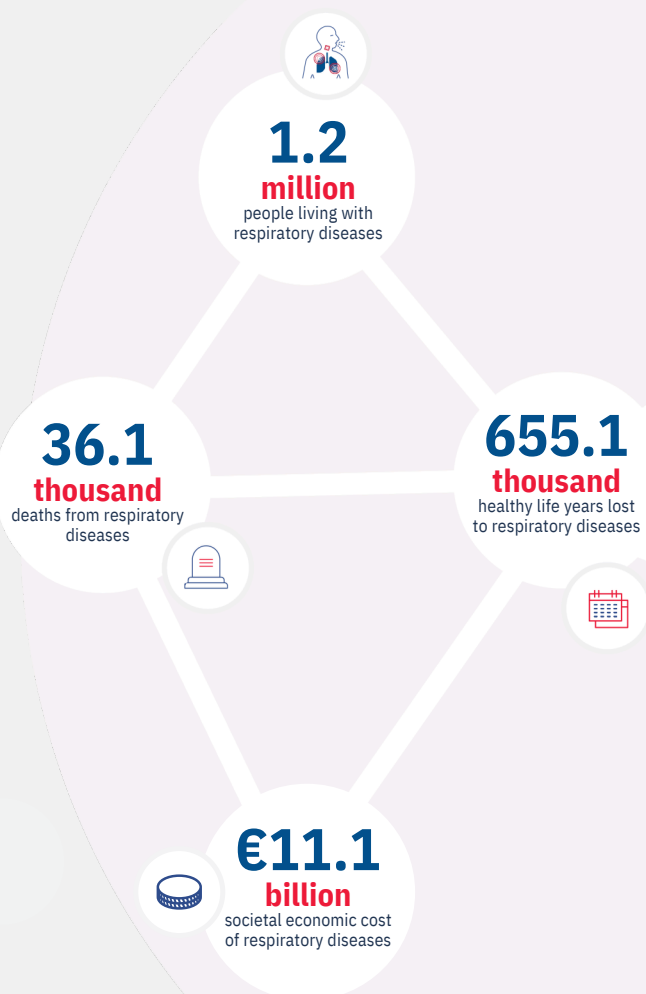 1.2
million
people living with
respiratory diseases
36.1
thousand
deaths from respiratory
diseases
655.1
thousand
healthy life years lost
to respiratory diseases
€11.1
billion
societal economic cost
of respiratory diseases